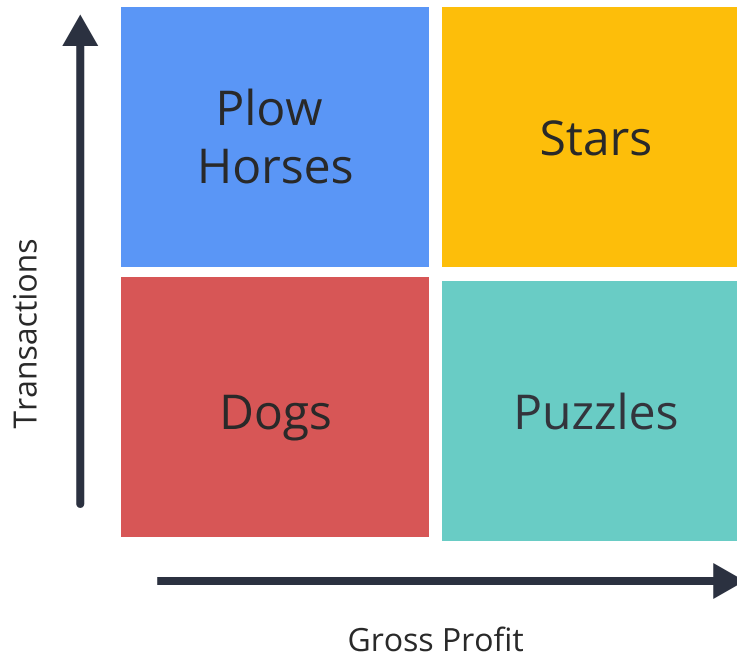 Plow
Horses
Stars
Transactions
Dogs
Puzzles
Gross Profit